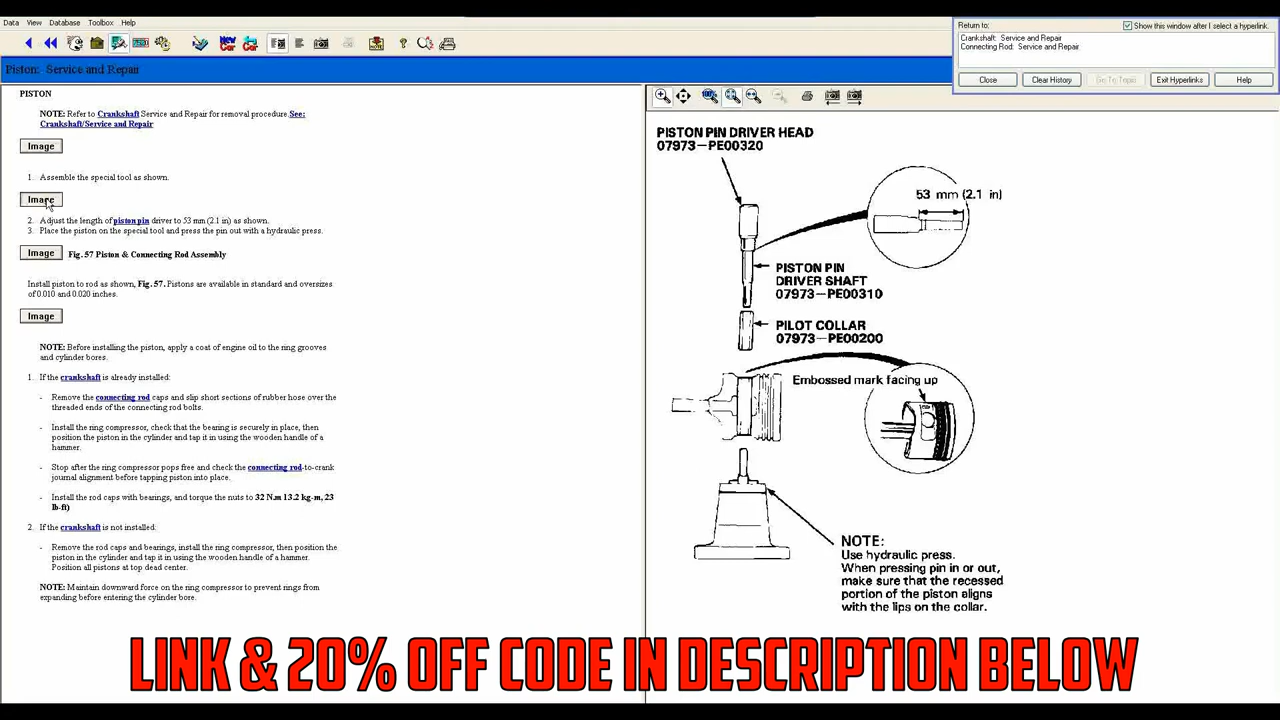 Data View Database Toolbox Help
Return to:
Show this window after I select a hyperlink.
Crankshaft: Service and Repair
Connecting Rod: Service and Repair
Close Clear History Go To Topic Exit Hyperlinks Help
New Car Car
Piston: Service and Repair
PISTON
NOTE: Refer to Crankshaft Service and Repair for removal procedure.See:
Crankshaft/Service and Repair
Image
1. Assemble the special tool as shown.
Image
2. Adjust the length of piston pin driver to 53 mm (2.1 in) as shown.
3. Place the piston on the special tool and press the pin out with a hydraulic press.
Image Fig. 57 Piston & Connecting Rod Assembly
Install piston to rod as shown, Fig. 57. Pistons are available in standard and oversizes
of 0.010 and 0.020 inches.
Image
NOTE: Before installing the piston, apply a coat of engine oil to the ring grooves
and cylinder bores.
1. If the crankshaft is already installed:
- Remove the connecting rod caps and slip short sections of rubber hose over the
threaded ends of the connecting rod bolts.
- Install the ring compressor, check that the bearing is securely in place, then
position the piston in the cylinder and tap it in using the wooden handle of a
hammer.
- Stop after the ring compressor pops free and check the connecting rod-to-crank
journal alignment before tapping piston into place.
- Install the rod caps with bearings, and torque the nuts to 32 N.m 13.2 kg-m, 23
lb-ft)
2. If the crankshaft is not installed:
- Remove the rod caps and bearings, install the ring compressor, then position the
piston in the cylinder and tap it in using the wooden handle of a hammer.
Position all pistons at top dead center.
NOTE: Maintain downward force on the ring compressor to prevent rings from
expanding before entering the cylinder bore.
PISTON PIN DRIVER HEAD
07973-PE00320
53 mm (2.1 in)
PISTON PIN
DRIVER SHAFT
07973-PE00310
PILOT COLLAR
07973-PE00200
Embossed mark facing up
NOTE:
Use hydraulic press.
When pressing pin in or out,
make sure that the recessed
portion of the piston aligns
with the lips on the collar.
LINK & 20% OFF CODE IN DESCRIPTION BELOW